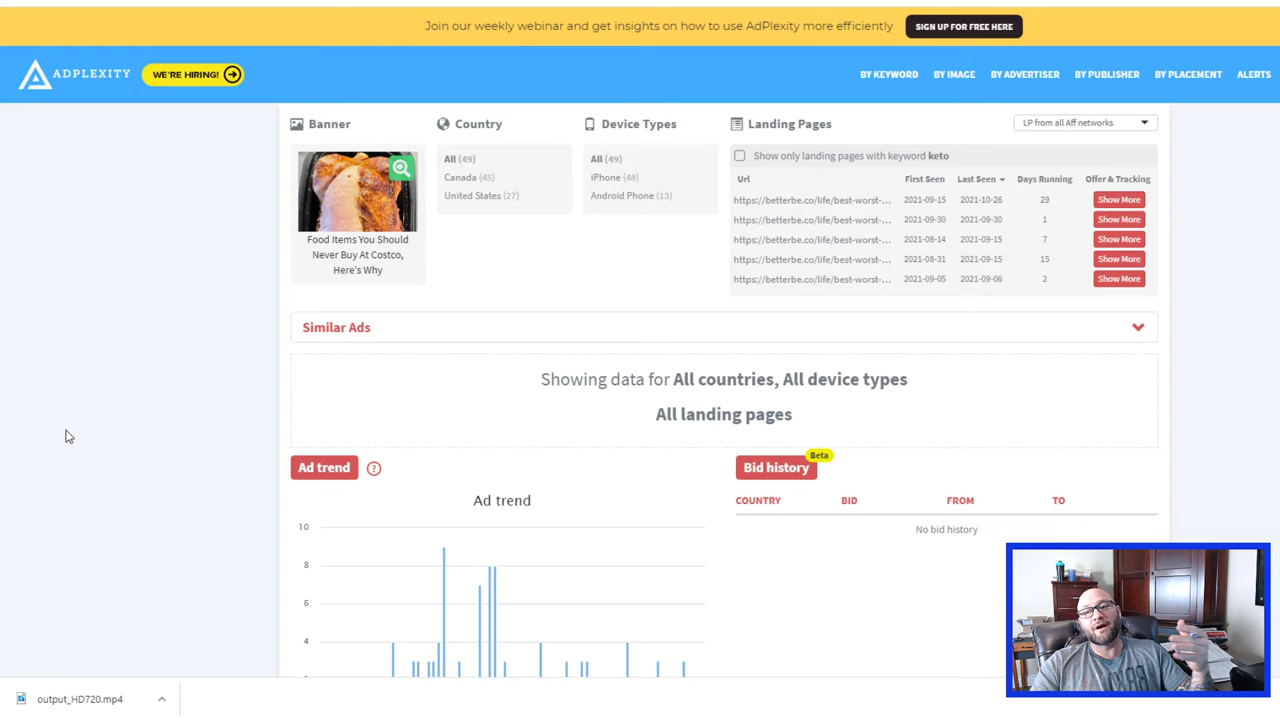 Join our weekly webinar and get insights on how to use AdPlexity more efficiently
SIGN UP FOR FREE HERE
ADPLEXITY
WE'RE HIRING!
BY KEYWORD BY IMAGE BY ADVERTISER BY PUBLISHER BY PLACEMENT ALERTS
Banner
Food Items You Should
Never Buy At Costco,
Here's Why
Country
All (49)
Canada (45)
United States (27)
Device Types
All (49)
iPhone (48)
Android Phone (13)
Landing Pages
LP from all Aff networks
Show only landing pages with keyword keto
Url First Seen Last Seen Days Running Offer & Tracking
https://betterbe.co/life/best-worst-... 2021-09-15 2021-10-26 29 Show More
https://betterbe.co/life/best-worst-... 2021-09-30 2021-09-30 1 Show More
https://betterbe.co/life/best-worst-... 2021-08-14 2021-09-15 7 Show More
https://betterbe.co/life/best-worst-... 2021-08-31 2021-09-15 15 Show More
https://betterbe.co/life/best-worst-... 2021-09-05 2021-09-06 2 Show More
Similar Ads
Showing data for All countries, All device types
All landing pages
Ad trend ?
Ad trend
10
8
6
4
Bid history Beta
COUNTRY BID FROM TO
No bid history
output_HD720.mp4